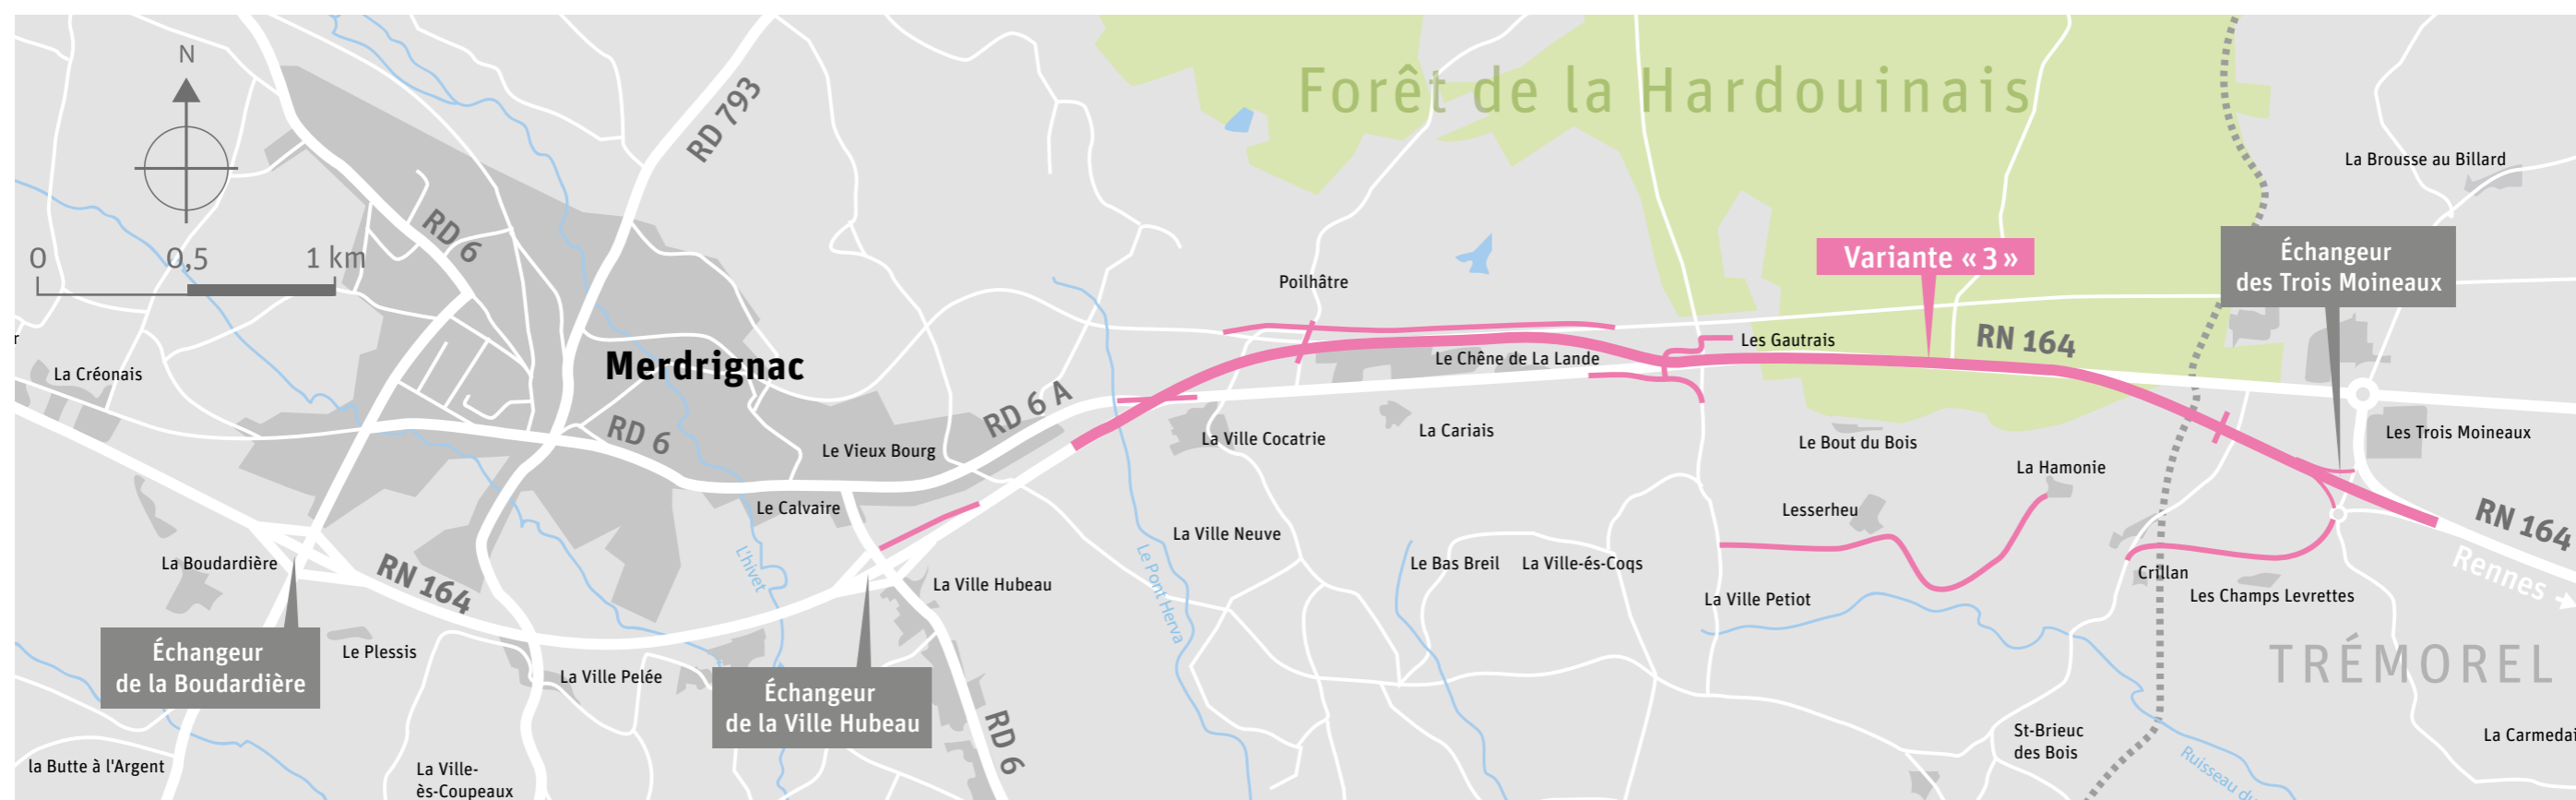 N
0 0,5 1 km
RD 793
RD 6
Forêt de la Hardouinais
La Brousse au Billard
Échangeur
des Trois Moineaux
Variante « 3 »
Poilhâtre
r
La Créonais
Merdrignac
Les Gautrais
RN 164
Le Chêne de La Lande
RD 6 A
RD 6
Le Vieux Bourg
La Ville Cocatrie
La Cariais
Le Bout du Bois
Les Trois Moineaux
La Hamonie
Le Calvaire
Lesserheu
RN 164
Rennes
La Ville Neuve
Le Pont Herva
L'hivet
La Boudardière
RN 164
La Ville Hubeau
Le Bas Breil
La Ville-és-Coqs
La Ville Petiot
Crillan
Les Champs Levrettes
Échangeur
de la Boudardière
Le Plessis
La Ville Pelée
Échangeur
de la Ville Hubeau
RD 6
TRÉMOREL
St-Brieuc
des Bois
La Carmedai
Ruisseau du
la Butte à l'Argent
La Ville-
ès-Coupeaux